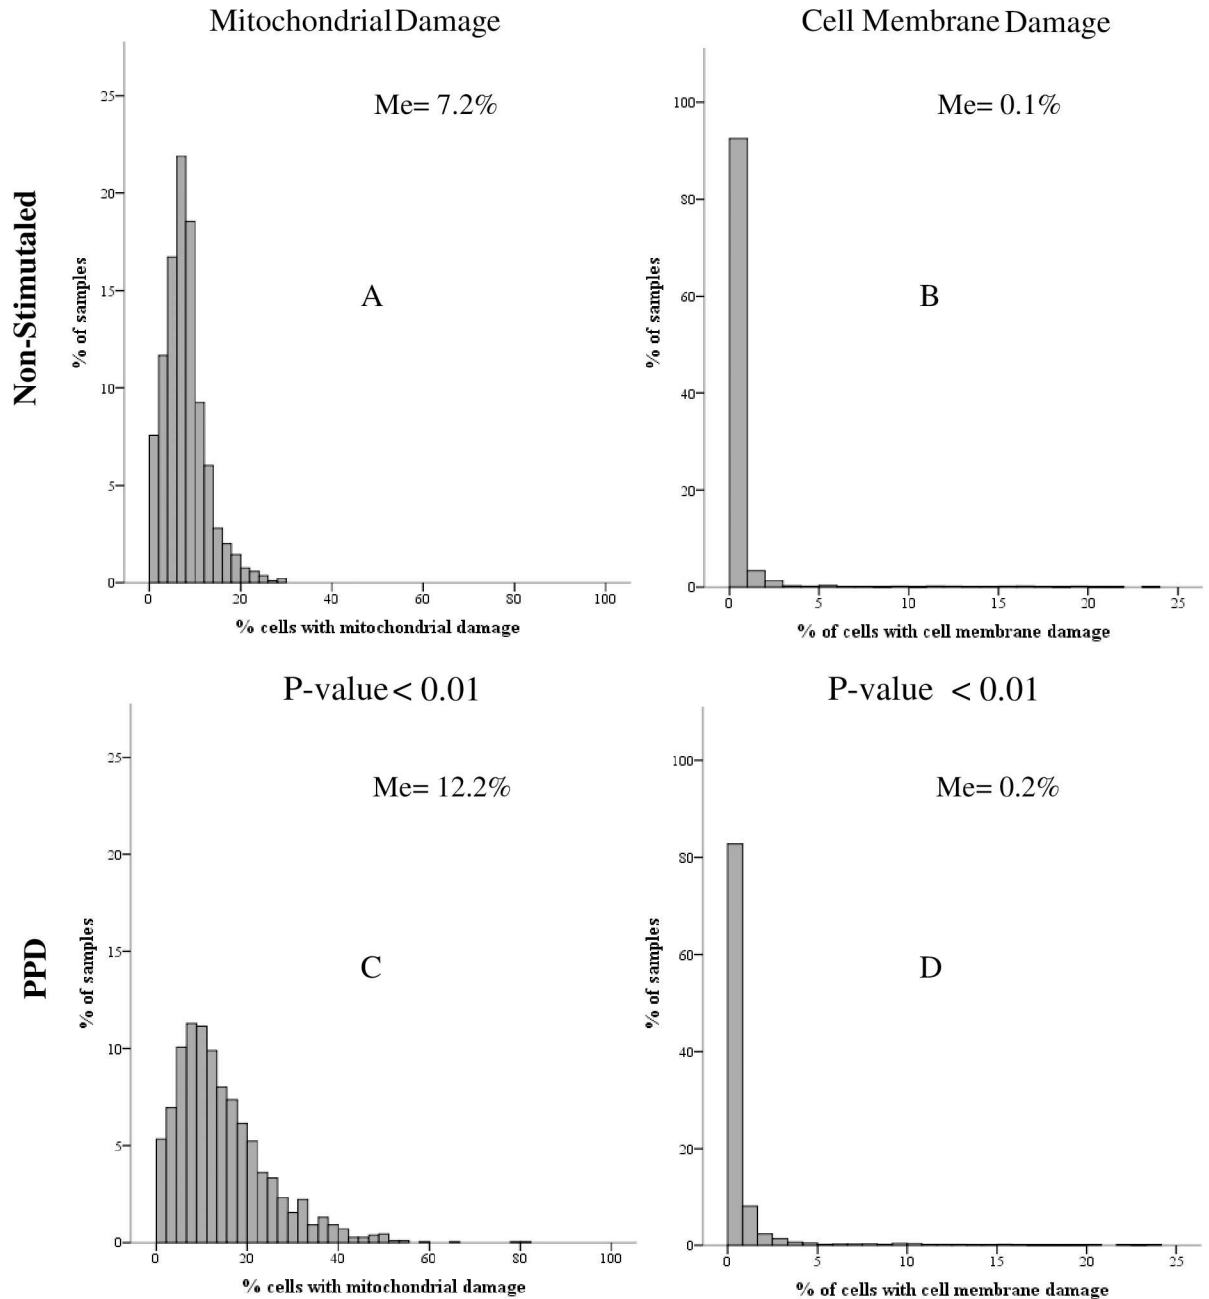 Mitochondrial Damage
Cell Membrane Damage
Non-Stimutaled
Me= 7.2%
A
% of samples
25
20
15
10
5
0
0 20 40 60 80 100
% cells with mitochondrial damage
Me= 0.1%
B
% of samples
100
80
60
40
20
0
0 5 10 15 20 25
% of cells with cell membrane damage
PPD
P-value < 0.01
Me= 12.2%
C
% of samples
25
20
15
10
5
0
0 20 40 60 80 100
% cells with mitochondrial damage
P-value < 0.01
Me= 0.2%
D
% of samples
100
80
60
40
20
0
0 5 10 15 20 25
% of cells with cell membrane damage